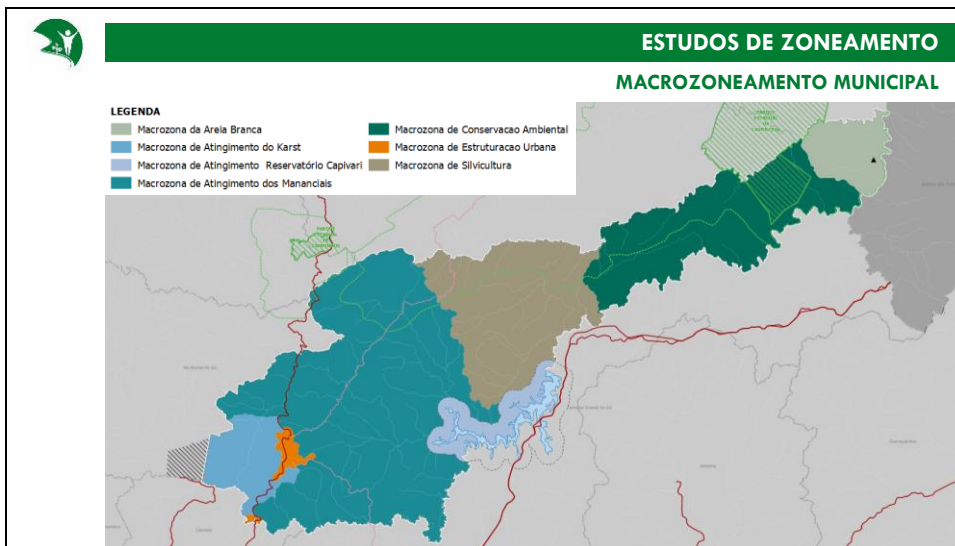 ESTUDOS DE ZONEAMENTO
MACROZONEAMENTO MUNICIPAL
LEGENDA
Macrozona da Areia Branca
Macrozona de Atingimento do Karst
Macrozona de Atingimento Reservatório Capivari
Macrozona de Atingimento dos Mananciais
Macrozona de Conservacao Ambiental
Macrozona de Estruturacao Urbana
Macrozona de Silvicultura